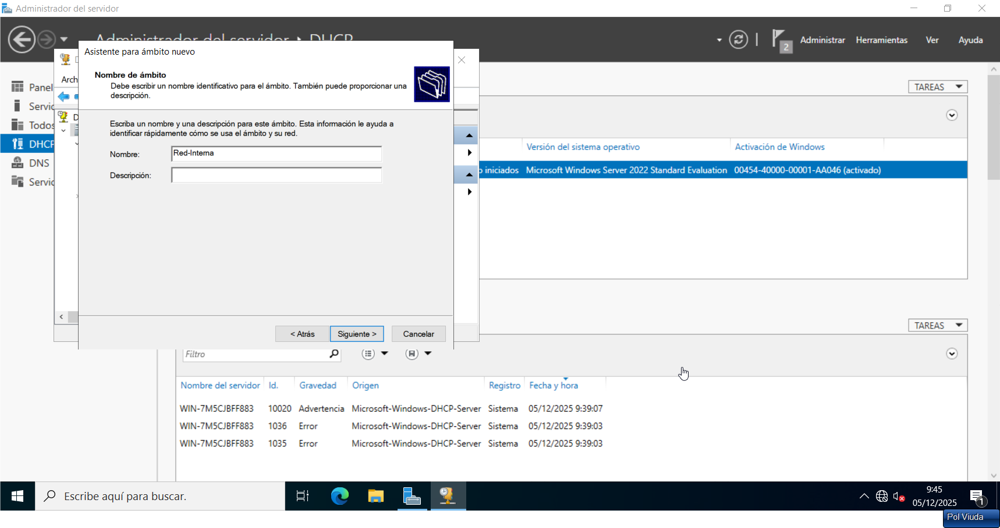 Administrador del servidor
Administrador del servidor • DHCP
2
Administrar
Herramientas
Ver
Ayuda
Asistente para ámbito nuevo
Arch
Nombre de ámbito
Debe escribir un nombre identificativo para el ámbito. También puede proporcionar una
descripción.
Escriba un nombre y una descripción para este ámbito. Esta información le ayuda a
identificar rápidamente cómo se usa el ámbito y su red.
Nombre:
Red-Interna
Descripción:
< Atrás
Siguiente >
Cancelar
Panel
Servid
Todos
DHCP
DNS
Servic
D
TAREAS
Versión del sistema operativo
Activación de Windows
o iniciados
Microsoft Windows Server 2022 Standard Evaluation
00454-40000-00001-AA046 (activado)
TAREAS
Filtro
Nombre del servidor Id. Gravedad Origen Registro Fecha y hora
WIN-7M5CJBFF883 10020 Advertencia Microsoft-Windows-DHCP-Server Sistema 05/12/2025 9:39:07
WIN-7M5CJBFF883 1036 Error Microsoft-Windows-DHCP-Server Sistema 05/12/2025 9:39:03
WIN-7M5CJBFF883 1035 Error Microsoft-Windows-DHCP-Server Sistema 05/12/2025 9:39:03
Escribe aquí para buscar.
9:45
05/12/2025
1
Pol Viuda